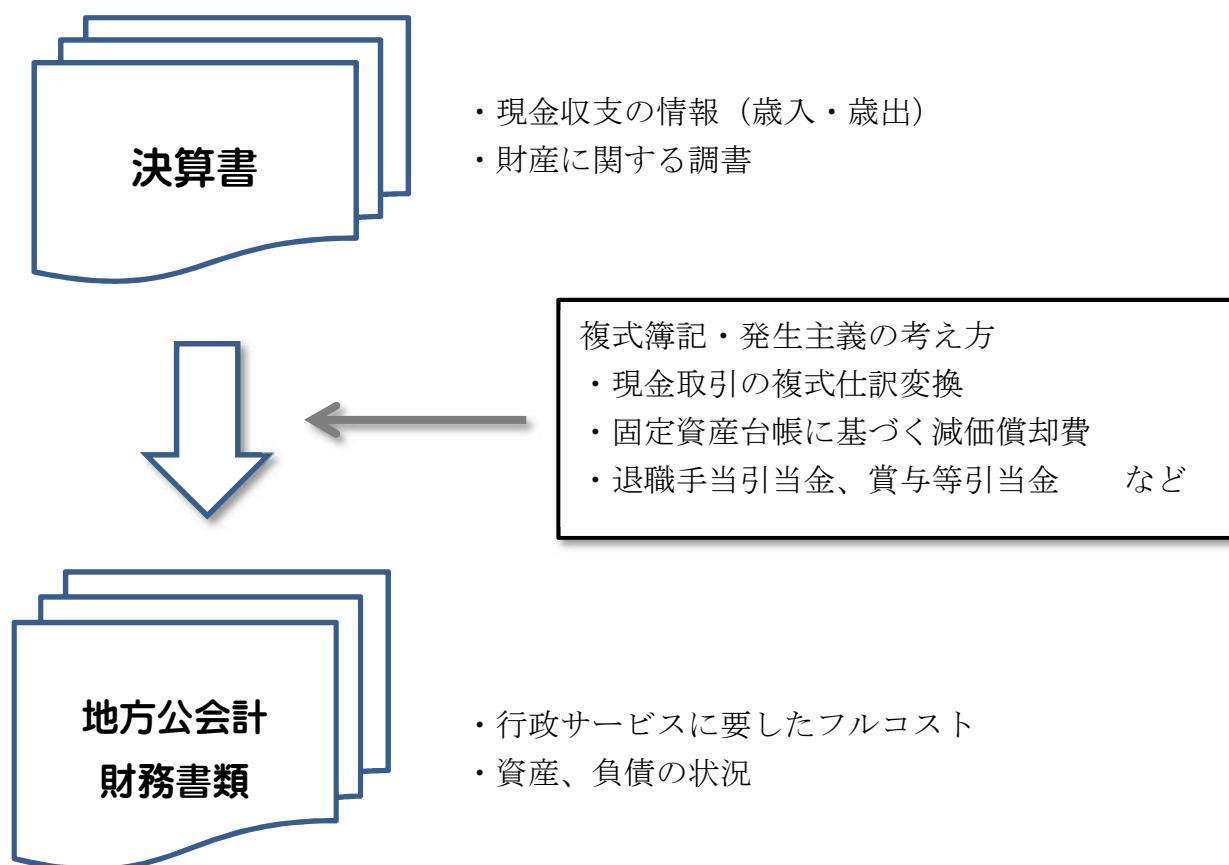 決算書
・現金収支の情報（歳入・歳出）
・財産に関する調書
複式簿記・発生主義の考え方
・現金取引の複式仕訳変換
・固定資産台帳に基づく減価償却費
・退職手当引当金、賞与等引当金　　など
地方公会計
財務書類
・行政サービスに要したフルコスト
・資産、負債の状況